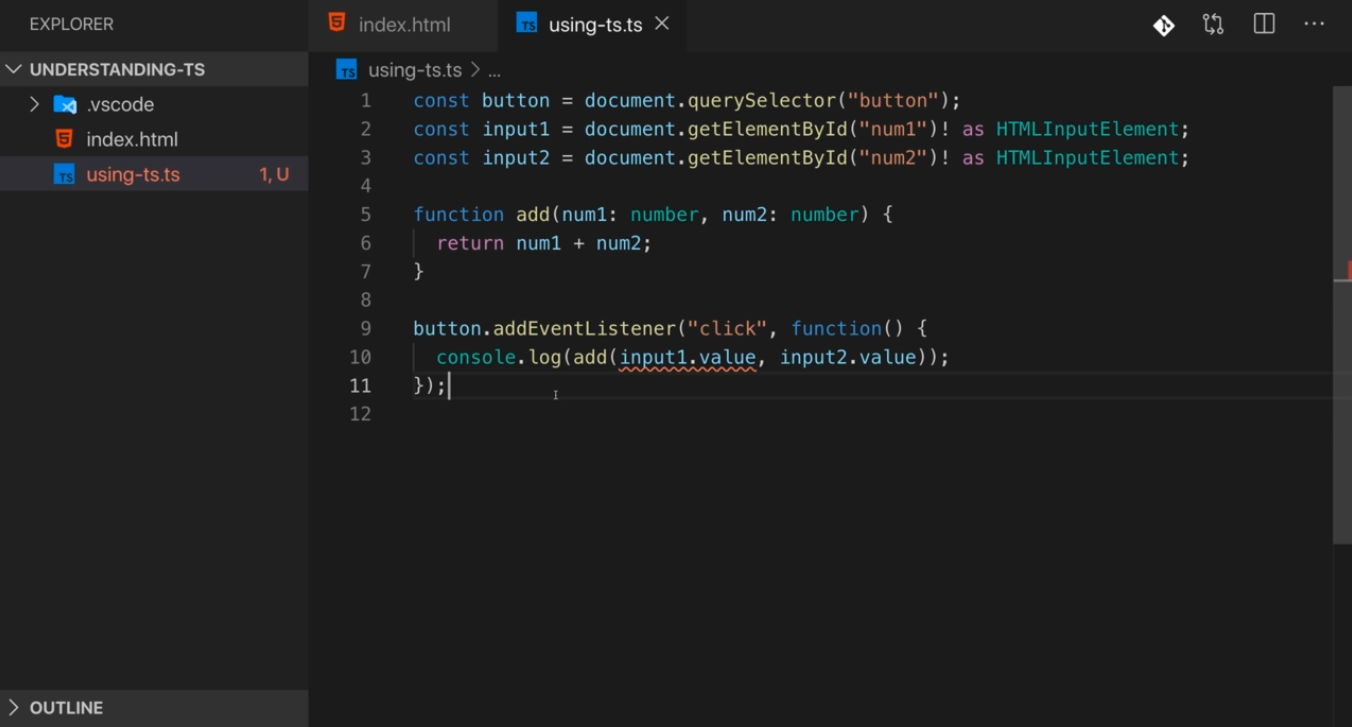 EXPLORER
UNDERSTANDING-TS
.vscode
index.html
TS using-ts.ts 1, U
OUTLINE
index.html
TS using-ts.ts
TS using-ts.ts > ...
1 const button = document.querySelector("button");
2 const input1 = document.getElementById("num1")! as HTMLInputElement;
3 const input2 = document.getElementById("num2")! as HTMLInputElement;
4
5 function add(num1: number, num2: number) {
6 return num1 + num2;
7 }
8
9 button.addEventListener("click", function() {
10 console.log(add(input1.value, input2.value));
11 });
12